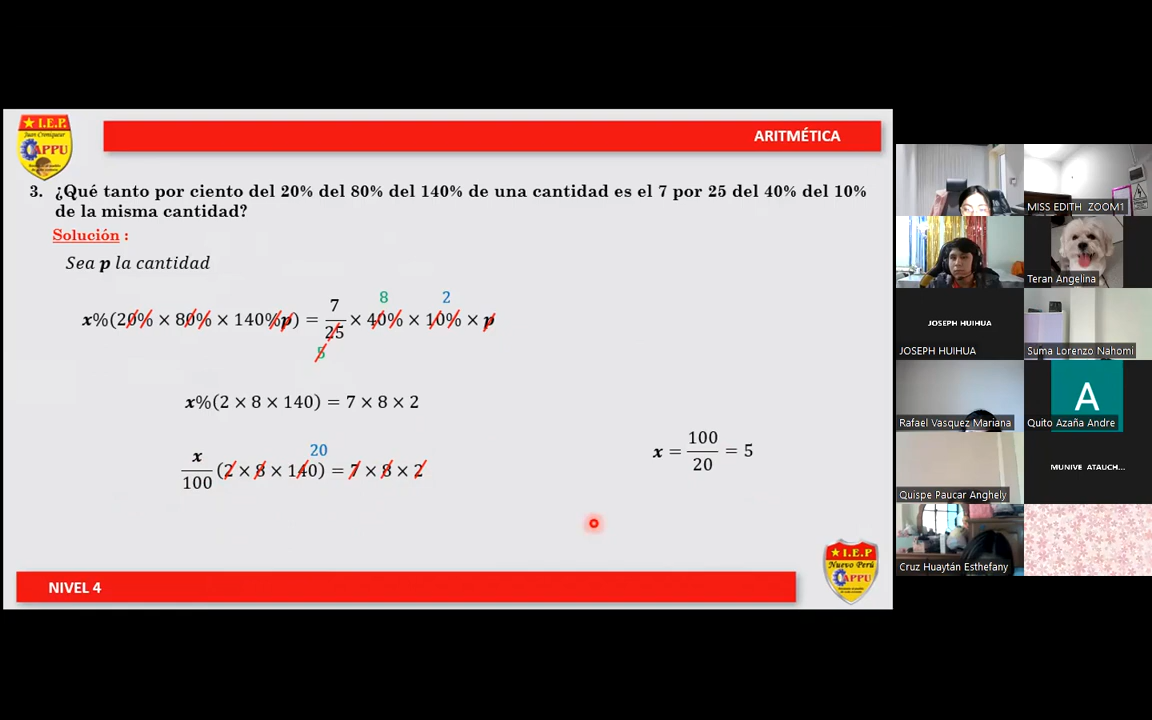 I.E.P.
Juan Croniqueur
CAPPU
ARITMÉTICA
3. ¿Qué tanto por ciento del 20% del 80% del 140% de una cantidad es el 7 por 25 del 40% del 10%
de la misma cantidad?
Solución :
Sea p la cantidad
8 2
x%(20% × 80% × 140%p) = 7/25 × 40% × 10% × p
5
x%(2 × 8 × 140) = 7 × 8 × 2
20
x/100 (2 × 8 × 140) = 7 × 8 × 2
x = 100/20 = 5
NIVEL 4
I.E.P
Nuevo Perú
CAPPU
MISS EDITH ZOOM1
Teran Angelina
JOSEPH HUIHUA
JOSEPH HUIHUA
Suma Lorenzo Nahomi
Rafael Vasquez Mariana
A
Quito Azaña Andre
Quispe Paucar Anghely
MUNIVE ATAUCH...
Cruz Huaytán Esthefany